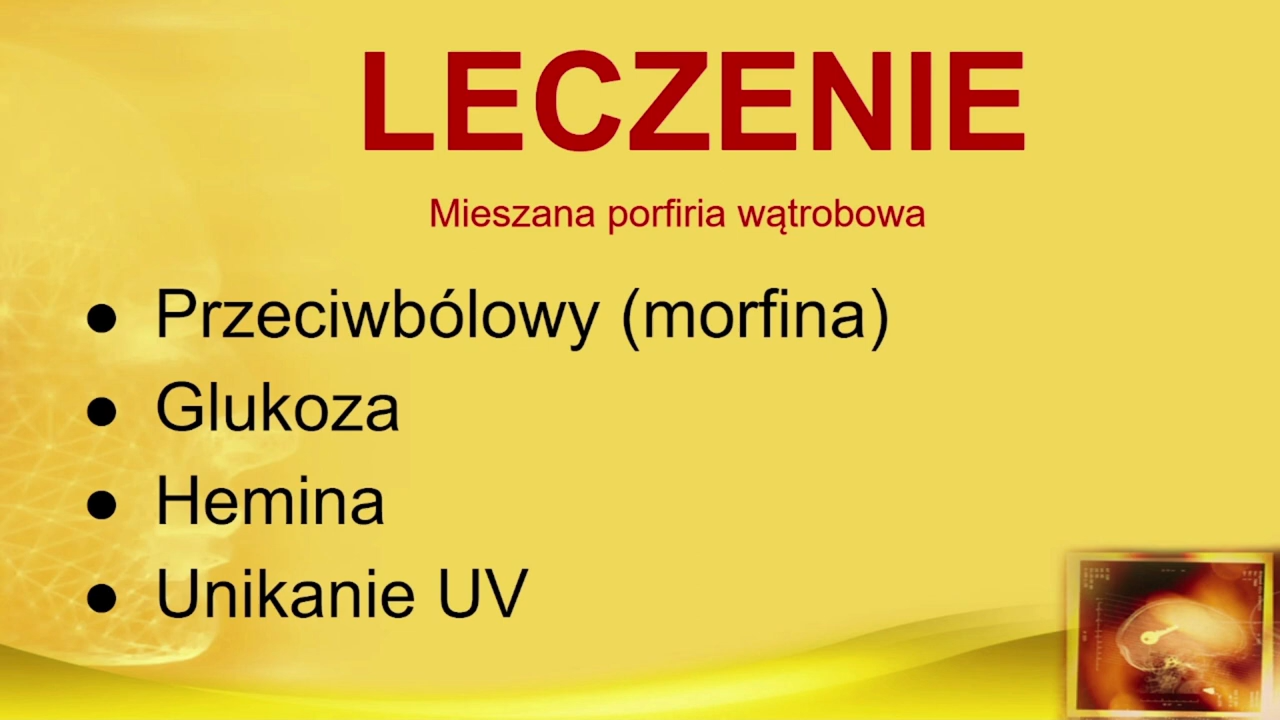 LECZENIE
Mieszana porfiria wątrobowa
● Przeciwbólowy (morfina)
● Glukoza
● Hemina
● Unikanie UV